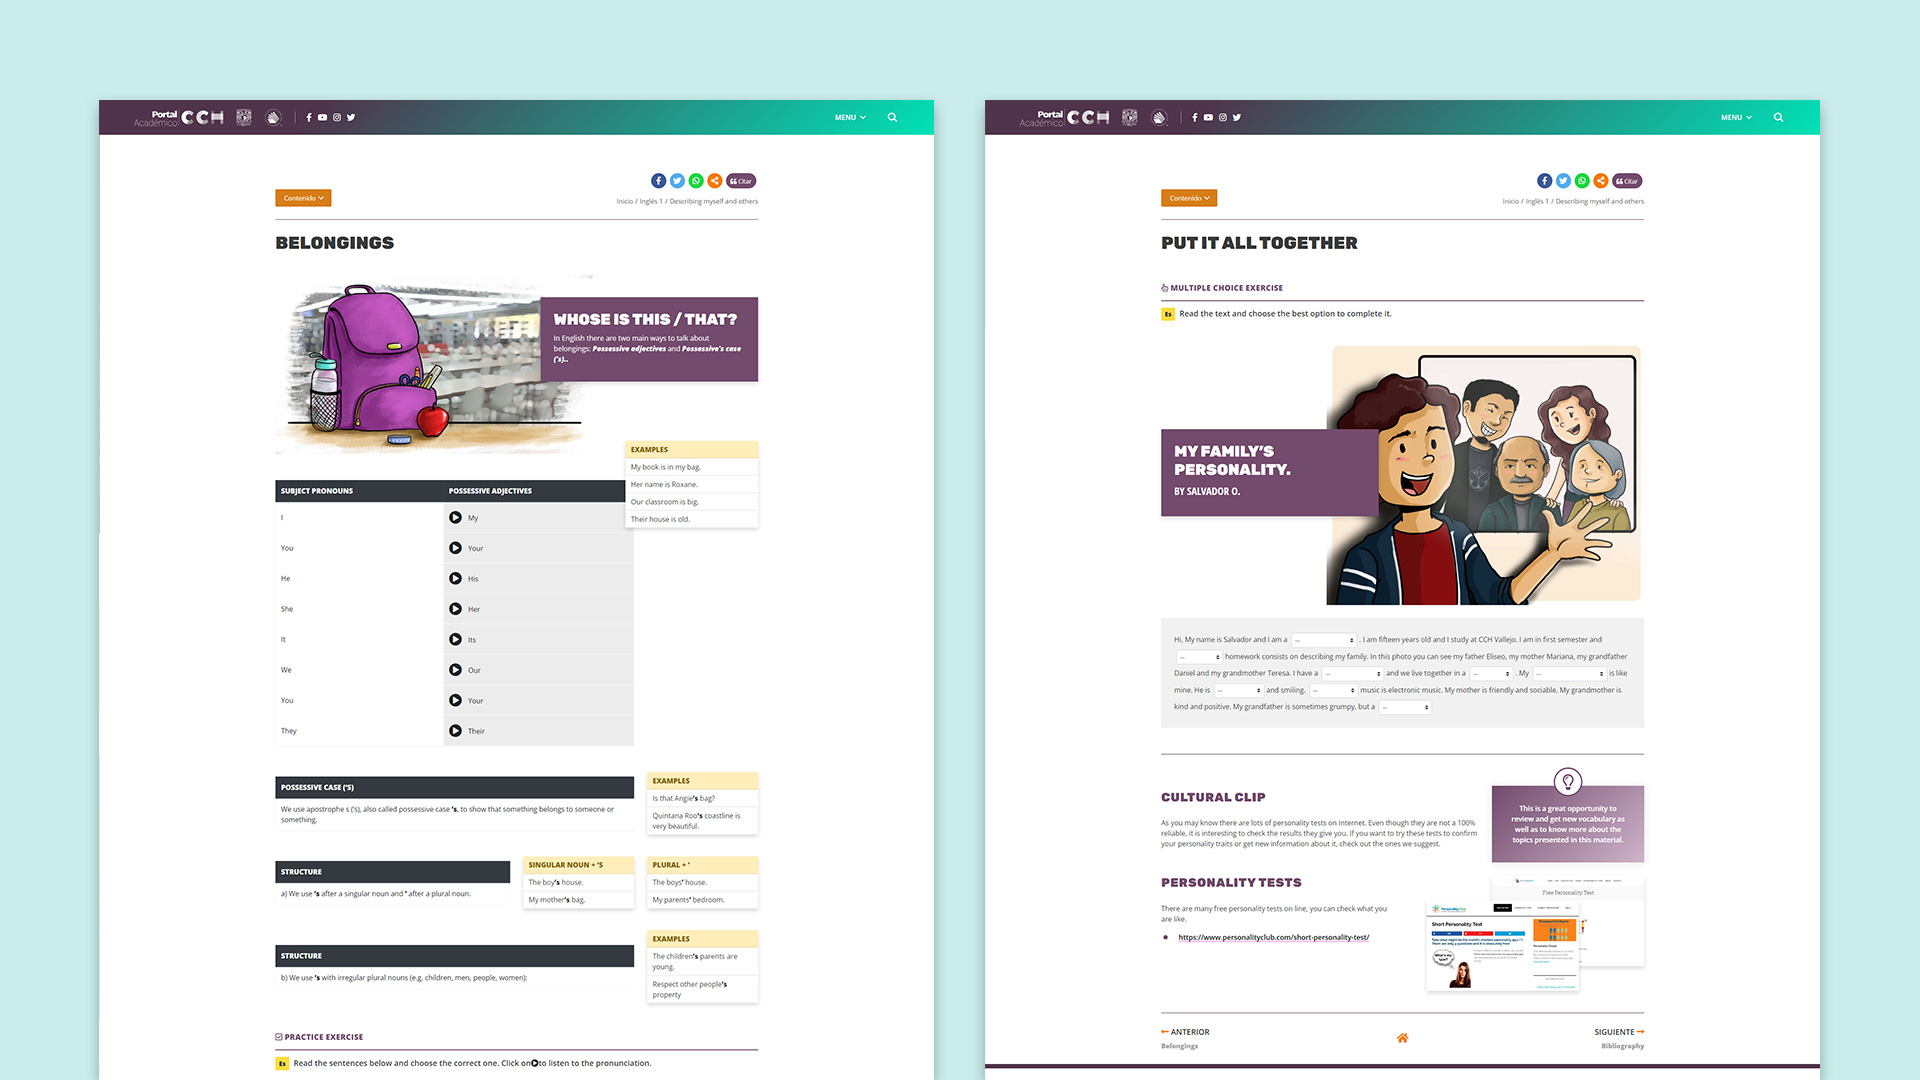 Portal
Académico
CCH
MENU
Citar
Contenido
Inicio / Inglés 1 / Describing myself and others
BELONGINGS
WHOSE IS THIS / THAT?
In English there are two main ways to talk about
belongings: Possessive adjectives and Possessive's case
('s)..
EXAMPLES
My book is in my bag.
Her name is Roxane.
Our classroom is big.
Their house is old.
SUBJECT PRONOUNS POSSESSIVE ADJECTIVES
I My
You Your
He His
She Her
It Its
We Our
You Your
They Their
POSSESSIVE CASE ('S)
We use apostrophe s ('s), also called possessive case 's, to show that something belongs to someone or
something.
EXAMPLES
Is that Angie's bag?
Quintana Roo's coastline is
very beautiful.
STRUCTURE
a) We use 's after a singular noun and ' after a plural noun.
SINGULAR NOUN + 'S
The boy's house.
My mother's bag.
PLURAL + '
The boys' house.
My parents' bedroom.
STRUCTURE
b) We use 's with irregular plural nouns (e.g. children, men, people, women):
EXAMPLES
The children's parents are
young.
Respect other people's
property
PRACTICE EXERCISE
Es Read the sentences below and choose the correct one. Click on to listen to the pronunciation.
Portal
Académico
CCH
MENU
Citar
Contenido
Inicio / Inglés 1 / Describing myself and others
PUT IT ALL TOGETHER
MULTIPLE CHOICE EXERCISE
Es Read the text and choose the best option to complete it.
MY FAMILY'S
PERSONALITY.
BY SALVADOR O.
Hi. My name is Salvador and I am a -- . I am fifteen years old and I study at CCH Vallejo. I am in first semester and
-- homework consists on describing my family. In this photo you can see my father Eliseo, my mother Mariana, my grandfather
Daniel and my grandmother Teresa. I have a -- and we live together in a -- . My -- is like
mine. He is -- and smiling. -- music is electronic music. My mother is friendly and sociable. My grandmother is
kind and positive. My grandfather is sometimes grumpy, but a --
CULTURAL CLIP
As you may know there are lots of personality tests on Internet. Even though they are not a 100%
reliable, it is interesting to check the results they give you. If you want to try these tests to confirm
your personality traits or get new information about it, check out the ones we suggest.
This is a great opportunity to
review and get new vocabulary as
well as to know more about the
topics presented in this material.
PERSONALITY TESTS
There are many free personality tests on line, you can check what you
are like.
https://www.personalityclub.com/short-personality-test/
Free Personality Test
Short Personality Test
ANTERIOR
Belongings
SIGUIENTE
Bibliography